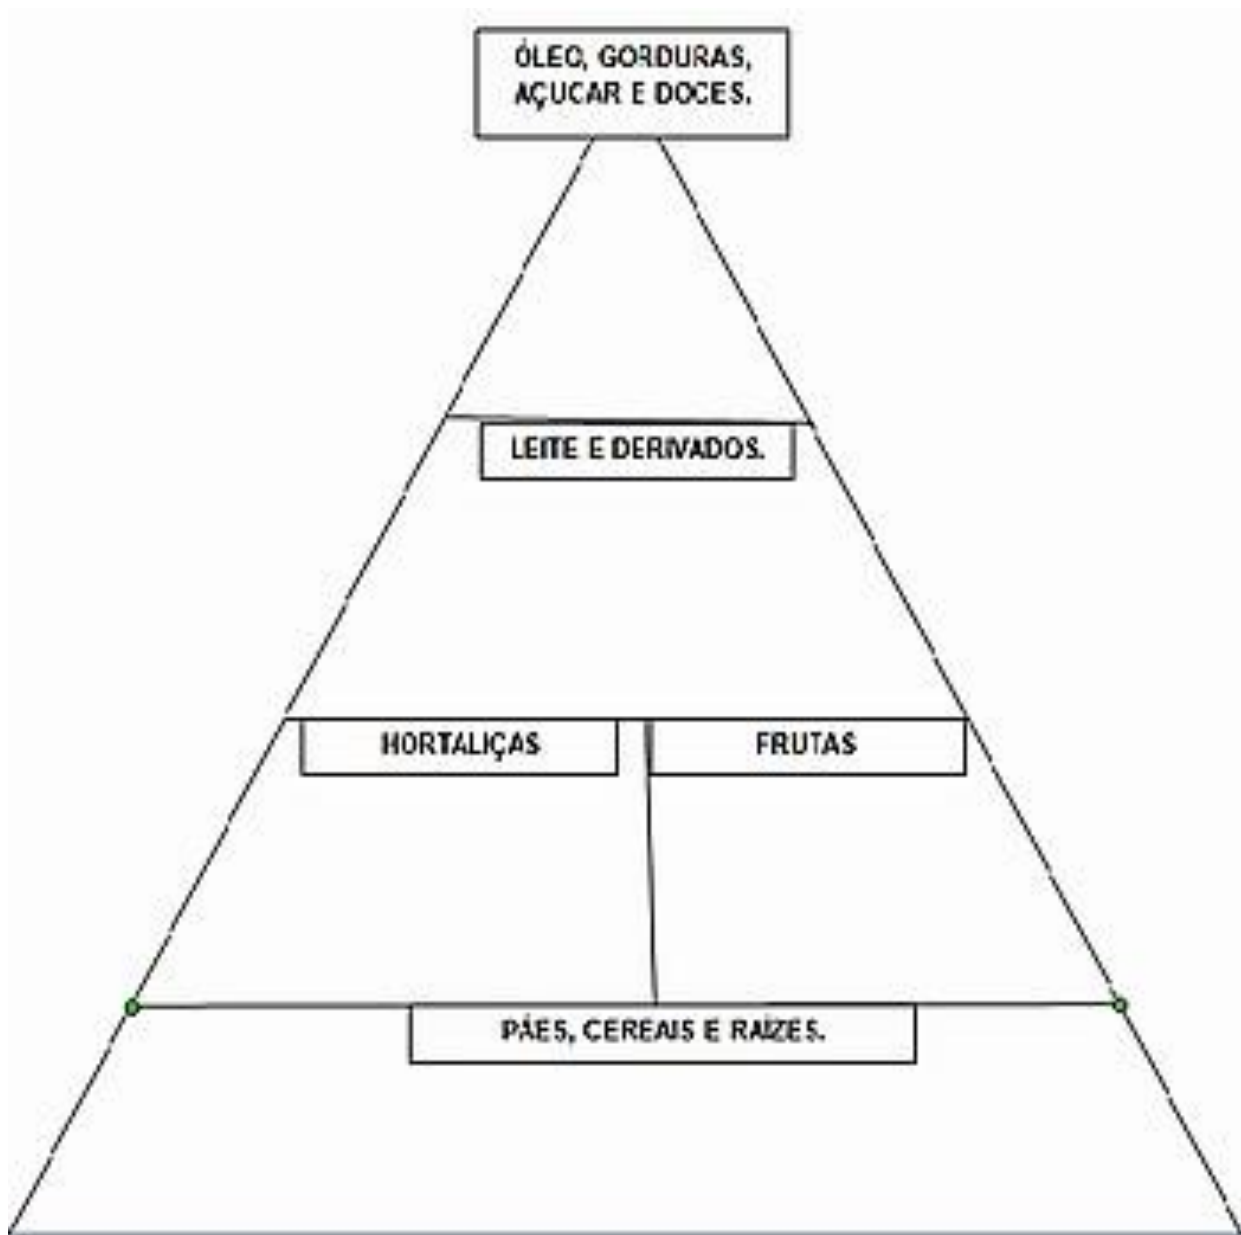 ÓLEO, GORDURAS,
AÇUCAR E DOCES.
LEITE E DERIVADOS.
HORTALIÇAS
FRUTAS
PÃES, CEREAIS E RAÍZES.